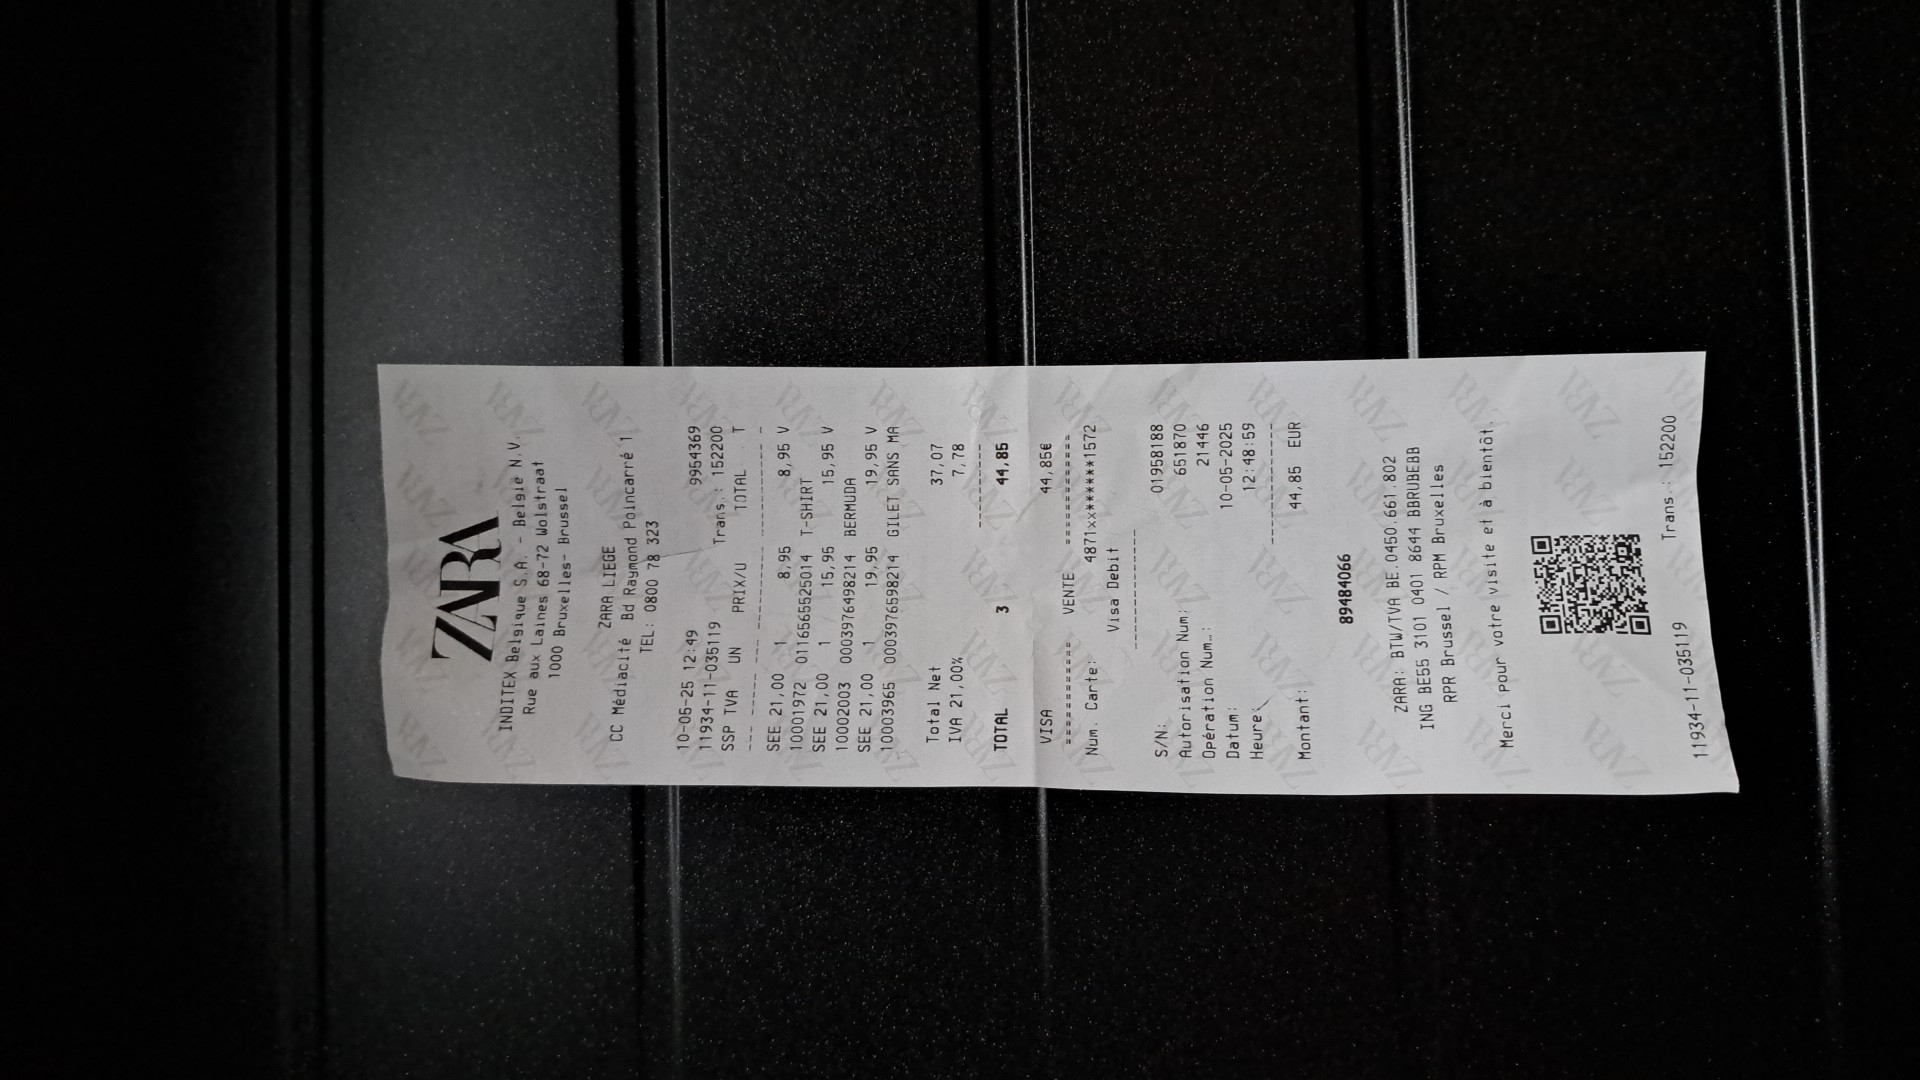 ZARA
INDITEX Belgique S.A. - Belgie N.V.
Rue aux Laines 68-72 Wolstraat
1000 Bruxelles- Brussel
ZARA LIEGE
CC Médiacité Bd Raymond Poincarré 1
TEL: 0800 78 323
10-05-25 12:49 9954369
11934-11-035119 Trans.: 152200
SSP TVA UN PRIX/U TOTAL T
SEE 21,00 1 8,95 8,95 V
10001972 011656525014 T-SHIRT
SEE 21,00 1 15,95 15,95 V
10002003 0003976498214 BERMUDA
SEE 21,00 1 19,95 19,95 V
10003965 0003976598214 GILET SANS MA
Total Net 37,07
IVA 21,00% 7,78
TOTAL 3 44,85
VISA 44,85€
========== VENTE ==========
Num. Carte: 4871xx*******1572
Visa Debit
S/N: 01958188
Autorisation Num: 651870
Opération Num.: 21446
Datum: 10-05-2025
Heure: 12:48:59
Montant: 44,85 EUR
89484066
ZARA: BTW/TVA BE.0450.661.802
ING BE55 3101 0401 8644 BBRUBEBB
RPR Brussel / RPM Bruxelles
Merci pour votre visite et à bientôt.
11934-11-035119 Trans.: 152200